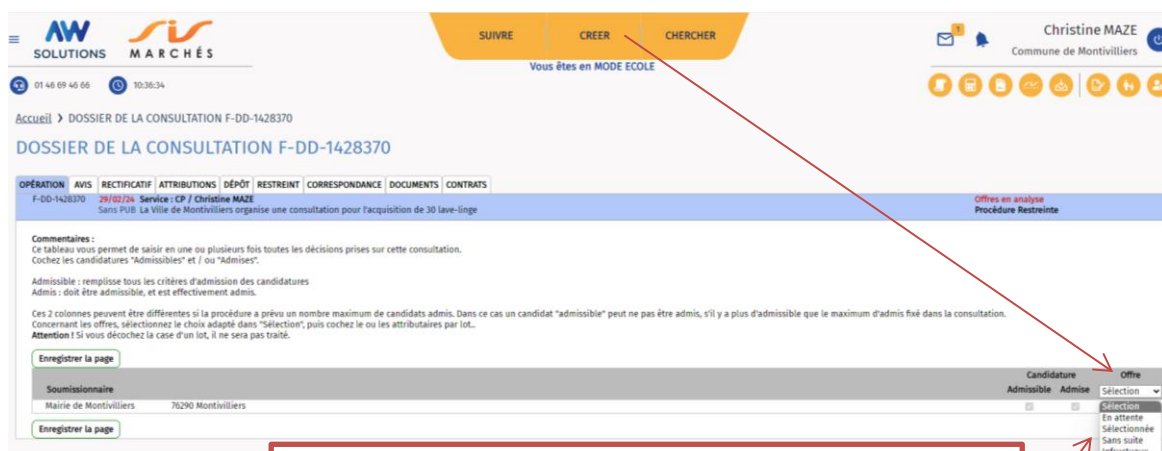 AW SOLUTIONS
SIS MARCHÉS
SUIVRE
CREER
CHERCHER
Vous êtes en MODE ECOLE
1
Christine MAZE
Commune de Montivilliers
01 46 69 46 66
10:36:34
Accueil > DOSSIER DE LA CONSULTATION F-DD-1428370
DOSSIER DE LA CONSULTATION F-DD-1428370
OPÉRATION AVIS RECTIFICATIF ATTRIBUTIONS DÉPÔT RESTREINT CORRESPONDANCE DOCUMENTS CONTRATS
F-DD-1428370 29/02/24 Service : CP / Christine MAZE
Offres en analyse
Sans PUB La Ville de Montivilliers organise une consultation pour l'acquisition de 30 lave-linge
Procédure Restreinte
Commentaires :
Ce tableau vous permet de saisir en une ou plusieurs fois toutes les décisions prises sur cette consultation.
Cochez les candidatures "Admissibles" et / ou "Admises".
Admissible : remplisse tous les critères d'admission des candidatures
Admis : doit être admissible, et est effectivement admis.
Ces 2 colonnes peuvent être différentes si la procédure a prévu un nombre maximum de candidats admis. Dans ce cas un candidat "admissible" peut ne pas être admis, s'il y a plus d'admissible que le maximum d'admis fixé dans la consultation.
Concernant les offres, sélectionnez le choix adapté dans "Sélection", puis cochez le ou les attributaires par lot..
Attention ! Si vous décochez la case d'un lot, il ne sera pas traité.
Enregistrer la page
Candidature Offre
Soumissionnaire Admissible Admise Sélection
Mairie de Montivilliers 76290 Montivilliers
Sélection
En attente
Sélectionnée
Sans suite
Enregistrer la page